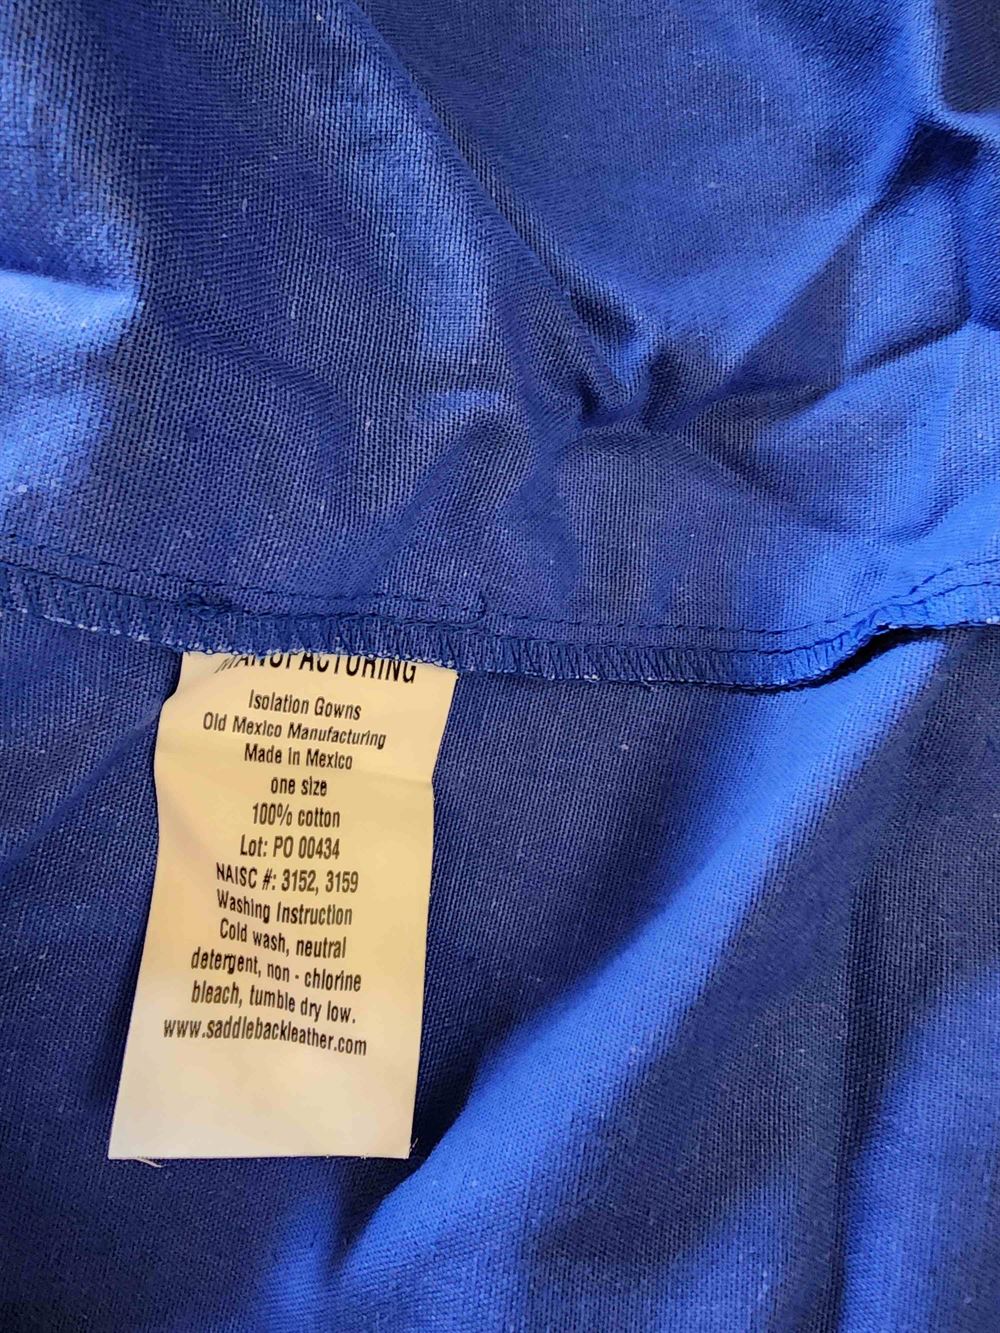 MANUFACTURING
Isolation Gowns
Old Mexico Manufacturing
Made in Mexico
one size
100% cotton
Lot: PO 00434
NAISC #: 3152, 3159
Washing Instruction
Cold wash, neutral
detergent, non - chlorine
bleach, tumble dry low.
www.saddlebackleather.com